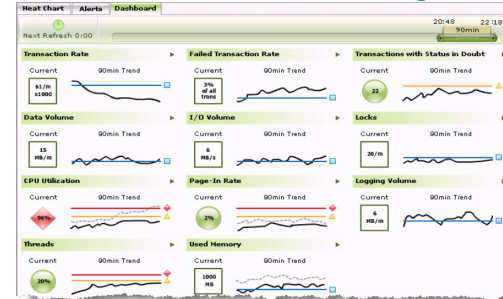 Heat Chart Alerts Dashboard
Next Refresh 0:00
20:48 22:18
90min
Transaction Rate Failed Transaction Rate Transactions with Status in Doubt
Current 90min Trend Current 90min Trend Current 90min Trend
61/m x1000 3% of all trans 22
Data Volume I/O Volume Locks
Current 90min Trend Current 90min Trend Current 90min Trend
15 MB/m 6 MB/s 20/m
CPU Utilization Page-In Rate Logging Volume
Current 90min Trend Current 90min Trend Current 90min Trend
96% 2% 6 MB/m
Threads Used Memory
Current 90min Trend Current 90min Trend
20% 1000 MB